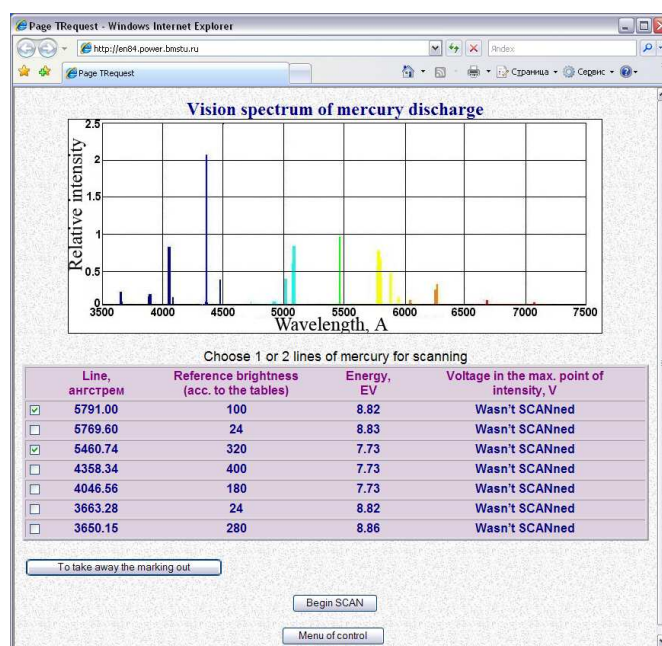 Page TRequest - Windows Internet Explorer
http://en84.power.bmstu.ru
Яndex
Page TRequest
Страница
Сервис
Vision spectrum of mercury discharge
Relative intensity
2.5
2
1.5
1
0.5
0
3500 4000 4500 5000 5500 6000 6500 7000 7500
Wavelength, A
Choose 1 or 2 lines of mercury for scanning
Line, ангстрем Reference brightness (acc. to the tables) Energy, EV Voltage in the max. point of intensity, V
5791.00 100 8.82 Wasn't SCANned
5769.60 24 8.83 Wasn't SCANned
5460.74 320 7.73 Wasn't SCANned
4358.34 400 7.73 Wasn't SCANned
4046.56 180 7.73 Wasn't SCANned
3663.28 24 8.82 Wasn't SCANned
3650.15 280 8.86 Wasn't SCANned
To take away the marking out
Begin SCAN
Menu of control